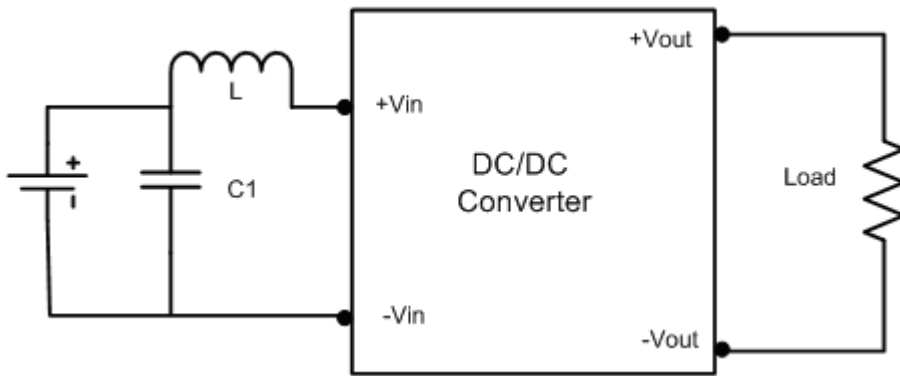 +Vout
L
+Vin
+
DC/DC
Converter
C1
Load
-
-Vin
-Vout